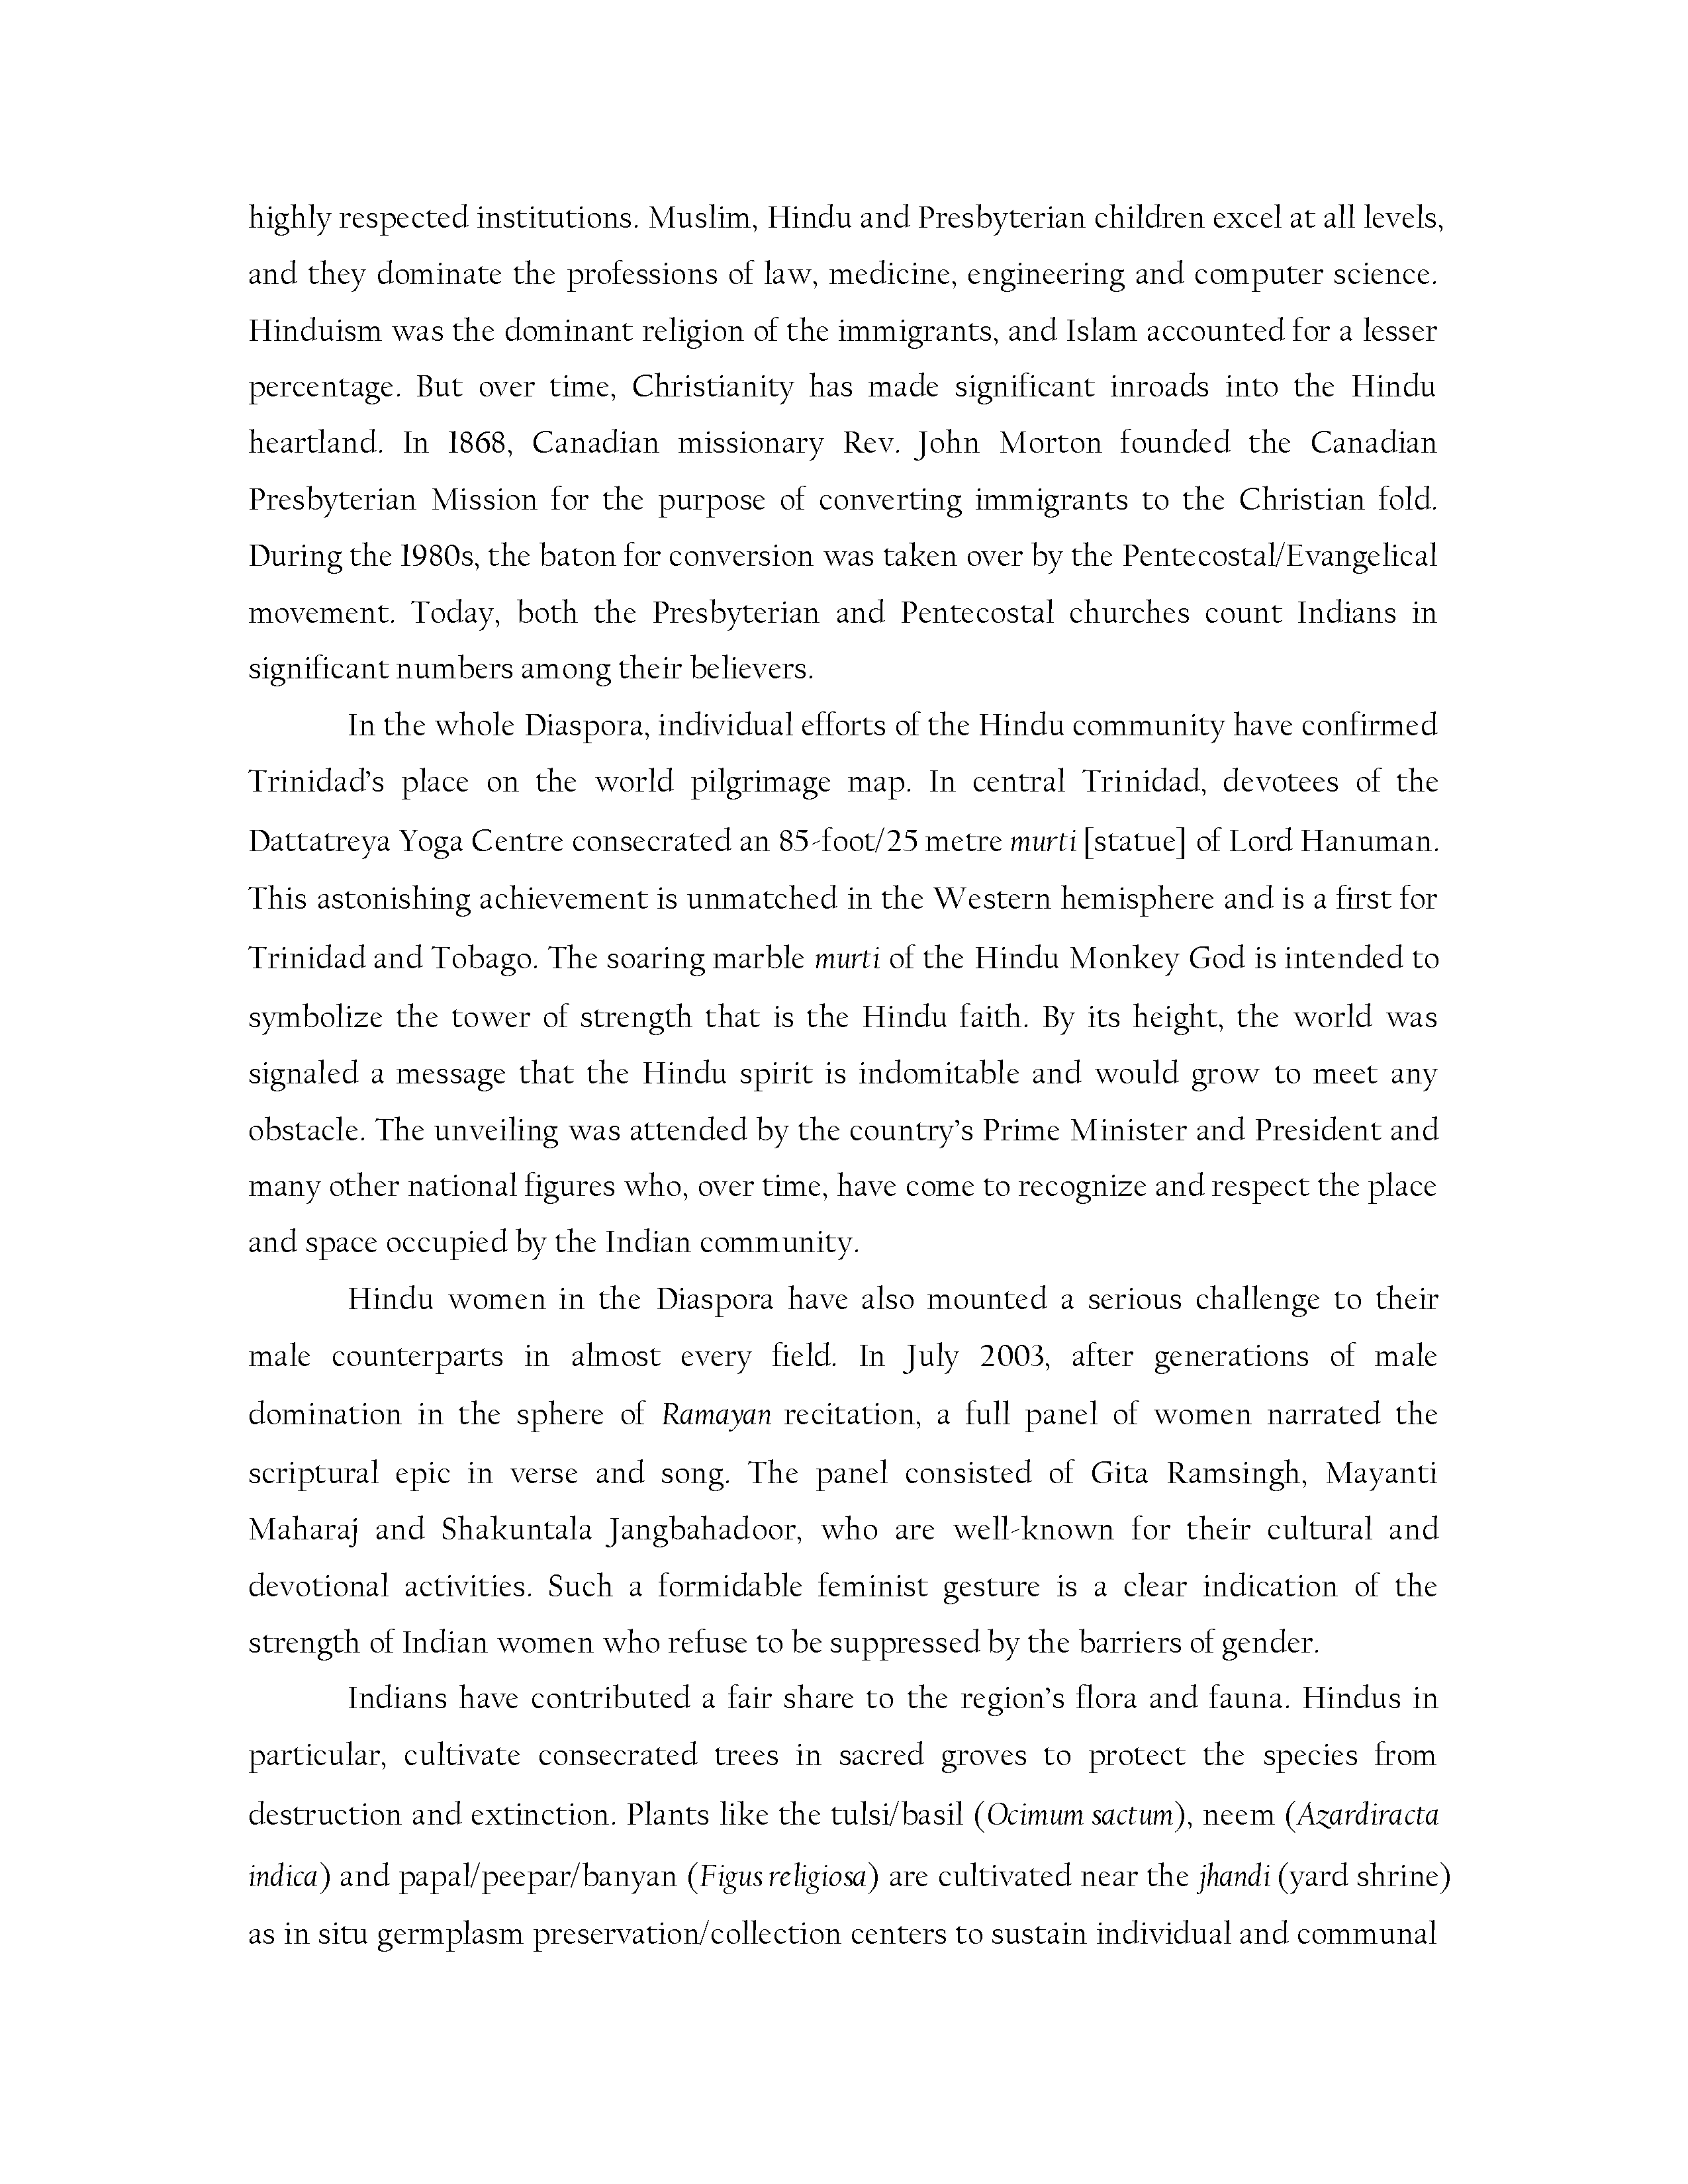 highly respected institutions. Muslim, Hindu and Presbyterian children excel at all levels,
and they dominate the professions of law, medicine, engineering and computer science.
Hinduism was the dominant religion of the immigrants, and Islam accounted for a lesser
percentage. But over time, Christianity has made significant inroads into the Hindu
heartland. In 1868, Canadian missionary Rev. John Morton founded the Canadian
Presbyterian Mission for the purpose of converting immigrants to the Christian fold.
During the 1980s, the baton for conversion was taken over by the Pentecostal/Evangelical
movement. Today, both the Presbyterian and Pentecostal churches count Indians in
significant numbers among their believers.
In the whole Diaspora, individual efforts of the Hindu community have confirmed
Trinidad's place on the world pilgrimage map. In central Trinidad, devotees of the
Dattatreya Yoga Centre consecrated an 85-foot/25 metre murti [statue] of Lord Hanuman.
This astonishing achievement is unmatched in the Western hemisphere and is a first for
Trinidad and Tobago. The soaring marble murti of the Hindu Monkey God is intended to
symbolize the tower of strength that is the Hindu faith. By its height, the world was
signaled a message that the Hindu spirit is indomitable and would grow to meet any
obstacle. The unveiling was attended by the country's Prime Minister and President and
many other national figures who, over time, have come to recognize and respect the place
and space occupied by the Indian community.
Hindu women in the Diaspora have also mounted a serious challenge to their
male counterparts in almost every field. In July 2003, after generations of male
domination in the sphere of Ramayan recitation, a full panel of women narrated the
scriptural epic in verse and song. The panel consisted of Gita Ramsingh, Mayanti
Maharaj and Shakuntala Jangbahadoor, who are well-known for their cultural and
devotional activities. Such a formidable feminist gesture is a clear indication of the
strength of Indian women who refuse to be suppressed by the barriers of gender.
Indians have contributed a fair share to the region's flora and fauna. Hindus in
particular, cultivate consecrated trees in sacred groves to protect the species from
destruction and extinction. Plants like the tulsi/basil (Ocimum sactum), neem (Azardiracta
indica) and papal/peepar/banyan (Figus religiosa) are cultivated near the jhandi (yard shrine)
as in situ germplasm preservation/collection centers to sustain individual and communal